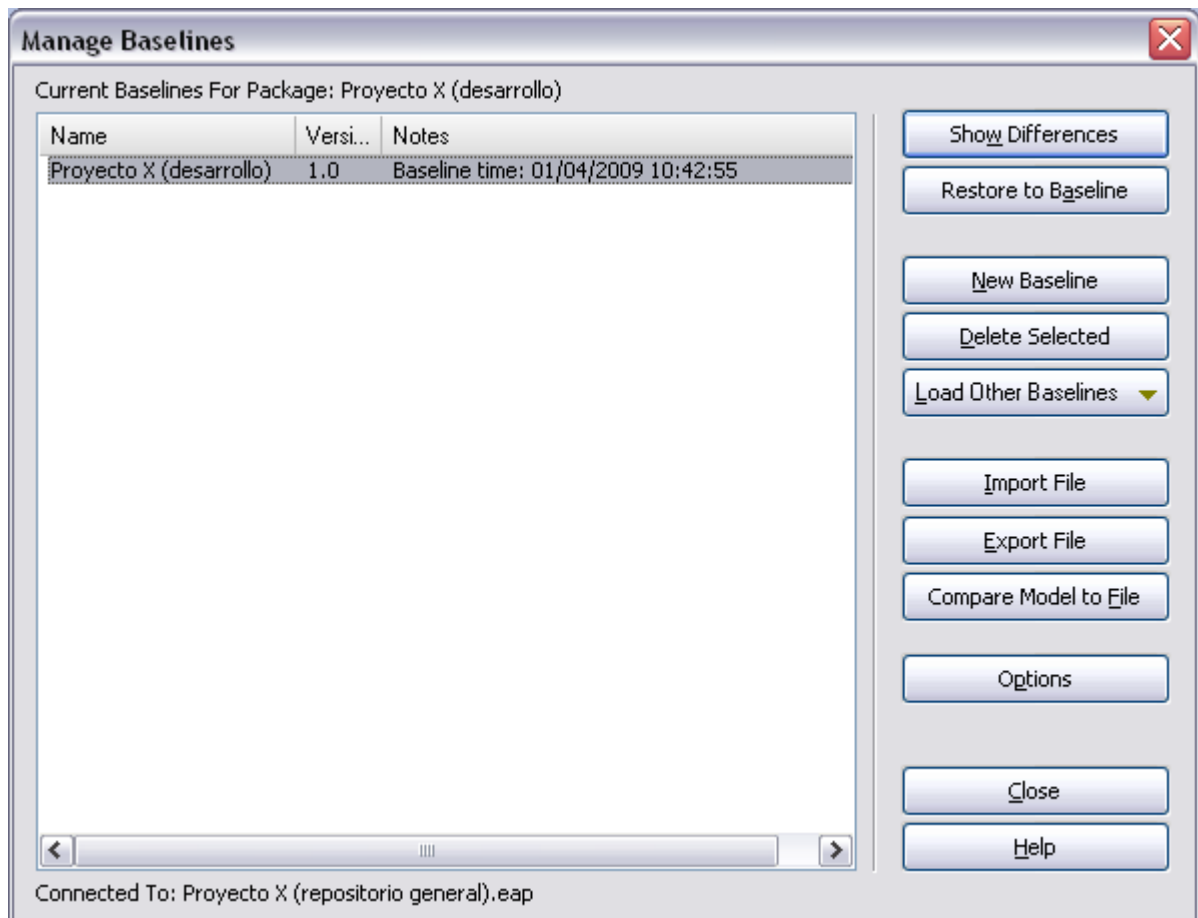 Manage Baselines
Current Baselines For Package: Proyecto X (desarrollo)
Name Versi... Notes
Proyecto X (desarrollo) 1.0 Baseline time: 01/04/2009 10:42:55
Show Differences
Restore to Baseline
New Baseline
Delete Selected
Load Other Baselines
Import File
Export File
Compare Model to File
Options
Close
Help
Connected To: Proyecto X (repositorio general).eap